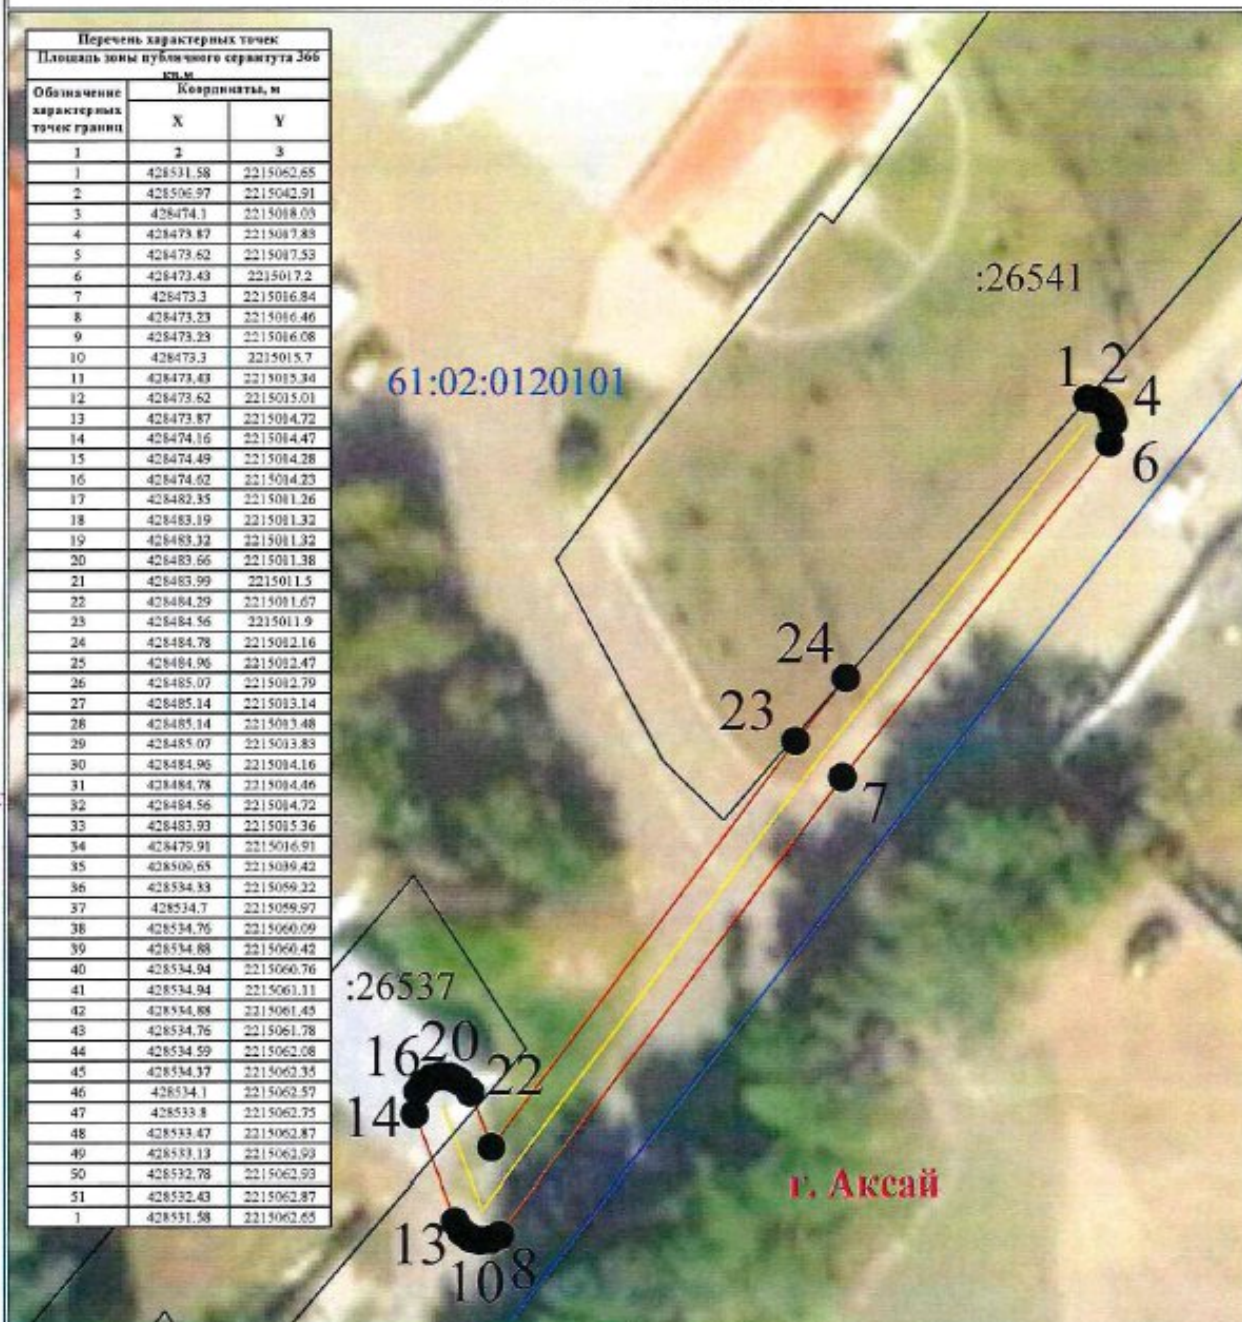 Перечень характерных точек
Площадь зоны публичного сервитута 366
кв.м
Обозначение характерных точек границ
Координаты, м
X Y
1 2 3
1 428531.58 2215062.65
2 428506.97 2215042.91
3 428474.1 2215018.03
4 428473.87 2215017.83
5 428473.62 2215017.53
6 428473.43 2215017.2
7 428473.3 2215016.84
8 428473.23 2215016.46
9 428473.23 2215016.08
10 428473.3 2215015.7
11 428473.43 2215015.34
12 428473.62 2215015.01
13 428473.87 2215014.72
14 428474.16 2215014.47
15 428474.49 2215014.28
16 428474.62 2215014.23
17 428482.35 2215011.26
18 428483.19 2215011.32
19 428483.32 2215011.32
20 428483.66 2215011.38
21 428483.99 2215011.5
22 428484.29 2215011.67
23 428484.56 2215011.9
24 428484.78 2215012.16
25 428484.96 2215012.47
26 428485.07 2215012.79
27 428485.14 2215013.14
28 428485.14 2215013.48
29 428485.07 2215013.83
30 428484.96 2215014.16
31 428484.78 2215014.46
32 428484.56 2215014.72
33 428483.93 2215015.36
34 428479.91 2215016.91
35 428509.65 2215039.42
36 428534.33 2215059.22
37 428534.7 2215059.97
38 428534.76 2215060.09
39 428534.88 2215060.42
40 428534.94 2215060.76
41 428534.94 2215061.11
42 428534.88 2215061.45
43 428534.76 2215061.78
44 428534.59 2215062.08
45 428534.37 2215062.35
46 428534.1 2215062.57
47 428533.8 2215062.75
48 428533.47 2215062.87
49 428533.13 2215062.93
50 428532.78 2215062.93
51 428532.43 2215062.87
1 428531.58 2215062.65
:26541
61:02:0120101
1 2
4
6
24
23
7
:26537
16 20
22
14
г. Аксай
13
10 8